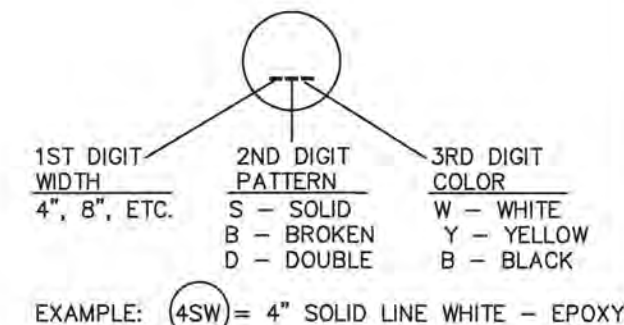 1ST DIGIT 2ND DIGIT 3RD DIGIT
WIDTH PATTERN COLOR
4", 8", ETC. S – SOLID W – WHITE
B – BROKEN Y – YELLOW
D – DOUBLE B – BLACK
EXAMPLE: 4SW = 4" SOLID LINE WHITE – EPOXY